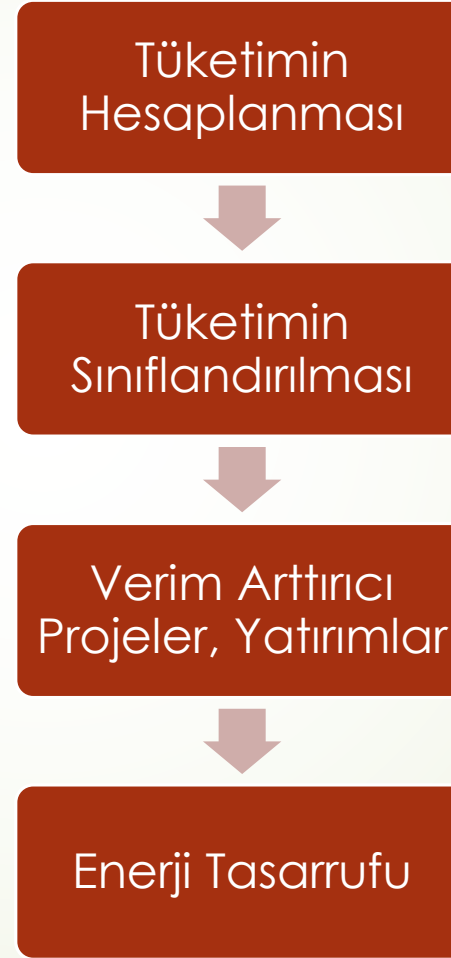 Tüketimin
Hesaplanması
Tüketimin
Sınıflandırılması
Verim Arttırıcı
Projeler, Yatırımlar
Enerji Tasarrufu